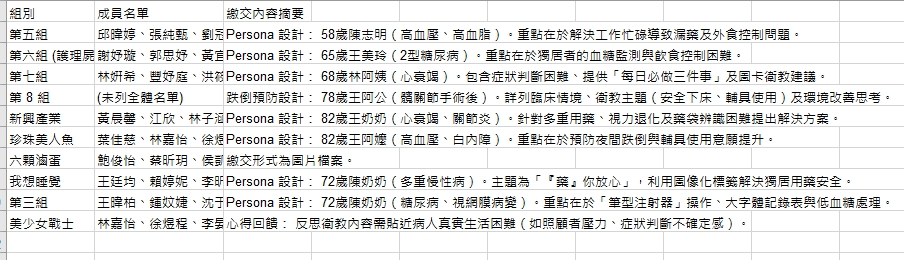 組別 成員名單 繳交內容摘要
第五組 邱暐婷、張純甄、劉冠 Persona 設計： 58歲陳志明（高血壓、高血脂）。重點在於解決工作忙碌導致漏藥及外食控制問題。
第六組 (護理屍 謝妤璇、郭思妤、黃宣 Persona 設計： 65歲王美玲（2型糖尿病）。重點在於獨居者的血糖監測與飲食控制困難。
第七組 林姸希、豐妤庭、洪筱 Persona 設計： 68歲林阿姨（心衰竭）。包含症狀判斷困難、提供「每日必做三件事」及圖卡衛教建議。
第 8 組 (未列全體名單) 跌倒預防設計： 78歲王阿公（髖關節手術後）。詳列臨床情境、衛教主題（安全下床、輔具使用）及環境改善思考。
新興產業 黃晨馨、江欣、林子涵 Persona 設計： 82歲王奶奶（心衰竭、關節炎）。針對多重用藥、視力退化及藥袋辨識困難提出解決方案。
珍珠美人魚 葉佳慈、林嘉怡、徐煜 Persona 設計： 82歲王阿嬤（高血壓、白內障）。重點在於預防夜間跌倒與輔具使用意願提升。
六顆滷蛋 鮑俊怡、蔡昕玥、侯 繳交形式為圖片檔案。
我想睡覺 王廷均、賴婷妮、李昕 Persona 設計： 72歲陳奶奶（多重慢性病）。主題為「『藥』你放心」，利用圖像化標籤解決獨居用藥安全。
第三組 王暐柏、鍾妏婕、沈于 Persona 設計： 72歲陳奶奶（糖尿病、視網膜病變）。重點在於「筆型注射器」操作、大字體記錄表與低血糖處理。
美少女戰士 林嘉怡、徐煜程、李晏 心得回饋： 反思衛教內容需貼近病人真實生活困難（如照顧者壓力、症狀判斷不確定感）。